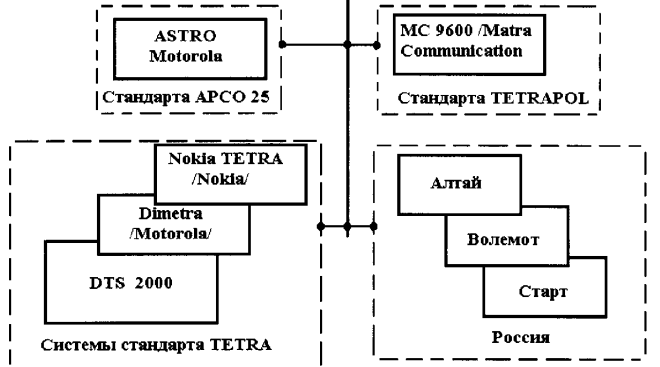 ASTRO
Motorola
Стандарта APCO 25
MC 9600 /Matra
Communication
Стандарта TETRAPOL
Nokia TETRA
/Nokia/
Dimetra
/Motorola/
DTS 2000
Системы стандарта TETRA
Алтай
Волемот
Старт
Россия